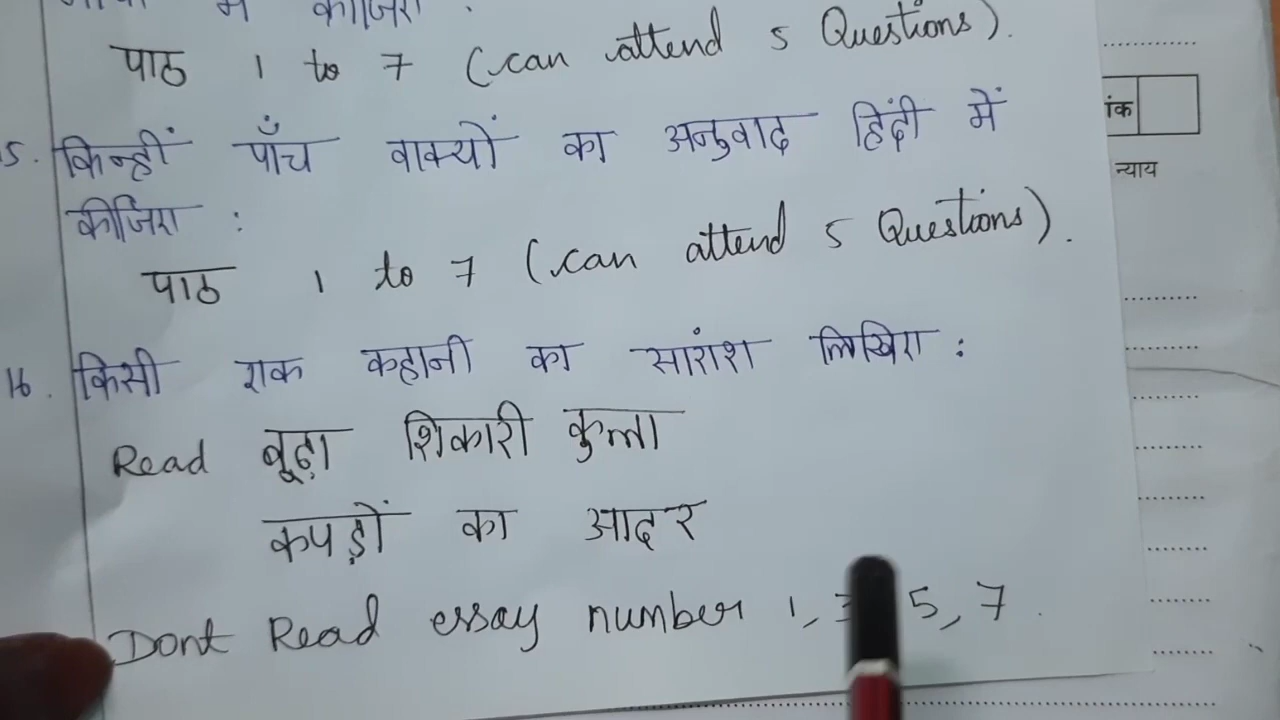 में कीजिए :
पाठ 1 to 7 (can attend 5 Questions).
15. किन्हीं पाँच वाक्यों का अनुवाद हिंदी में
कीजिए :
पाठ 1 to 7 (can attend 5 Questions).
16. किसी एक कहानी का सारांश लिखिए :
Read बूढ़ा शिकारी कुत्ता
कपड़ों का आदर
Dont Read essay number 1, 5, 7.
ंक
न्याय